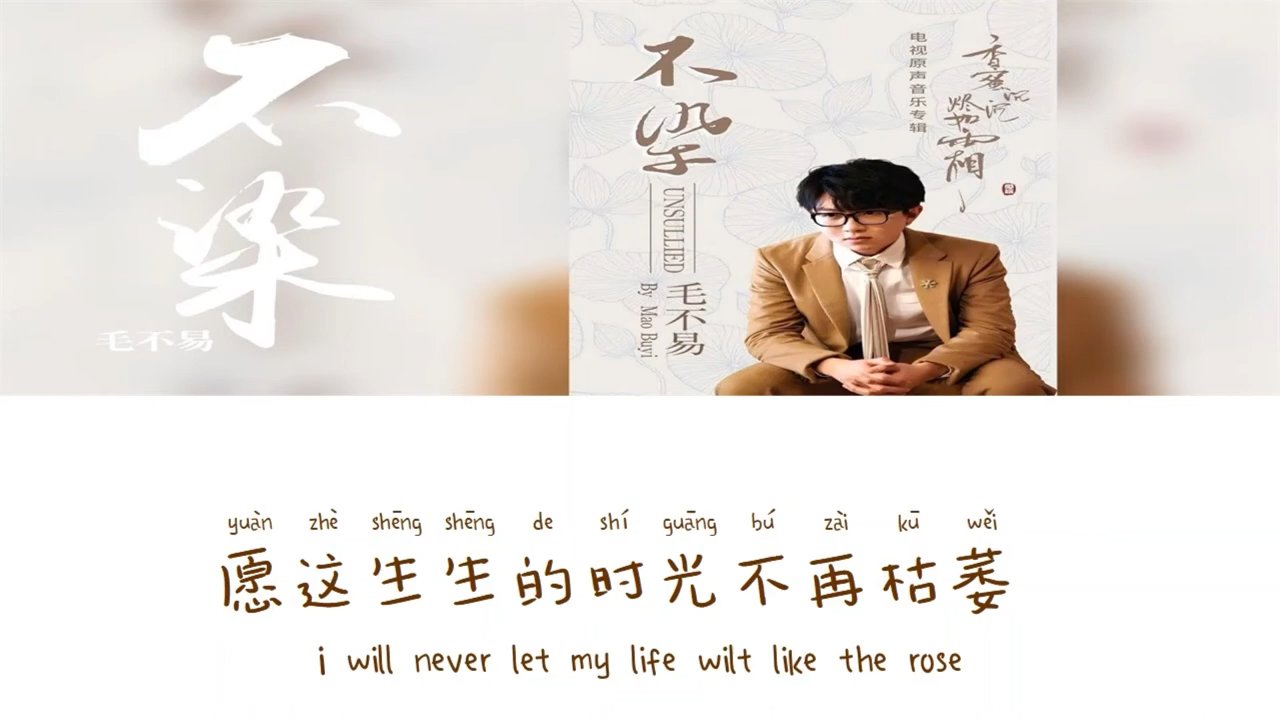 不染
毛不易
不染
UNSULLIED
毛不易
By Mao Buyi
电视原声音乐专辑
香蜜沉沉
烬如霜
yuàn zhè shēng shēng de shí guāng bú zài kū wěi
愿这生生的时光不再枯萎
i will never let my life wilt like the rose